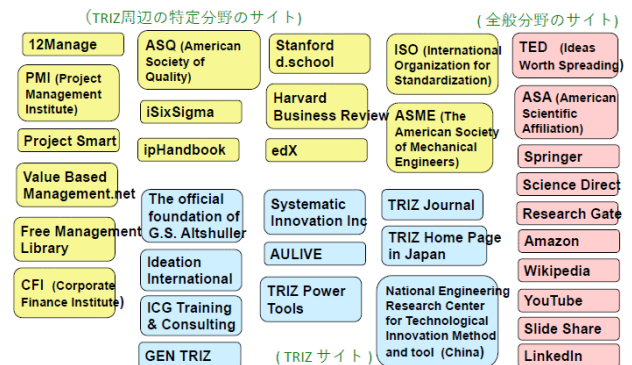 （TRIZ周辺の特定分野のサイト）
（全般分野のサイト）
12Manage
PMI (Project
Management
Institute)
Project Smart
Value Based
Management.net
Free Management
Library
CFI (Corporate
Finance Institute)
ASQ (American
Society of
Quality)
iSixSigma
ipHandbook
Stanford
d.school
Harvard
Business Review
edX
ISO (International
Organization for
Standardization)
ASME (The
American Society
of Mechanical
Engineers)
The official
foundation of
G.S. Altshuller
Ideation
International
ICG Training
& Consulting
GEN TRIZ
Systematic
Innovation Inc
AULIVE
TRIZ Power
Tools
TRIZ Journal
TRIZ Home Page
in Japan
National Engineering
Research Center
for Technological
Innovation Method
and tool (China)
（TRIZ サイト）
TED (Ideas
Worth Spreading)
ASA (American
Scientific
Affiliation)
Springer
Science Direct
Research Gate
Amazon
Wikipedia
YouTube
Slide Share
LinkedIn